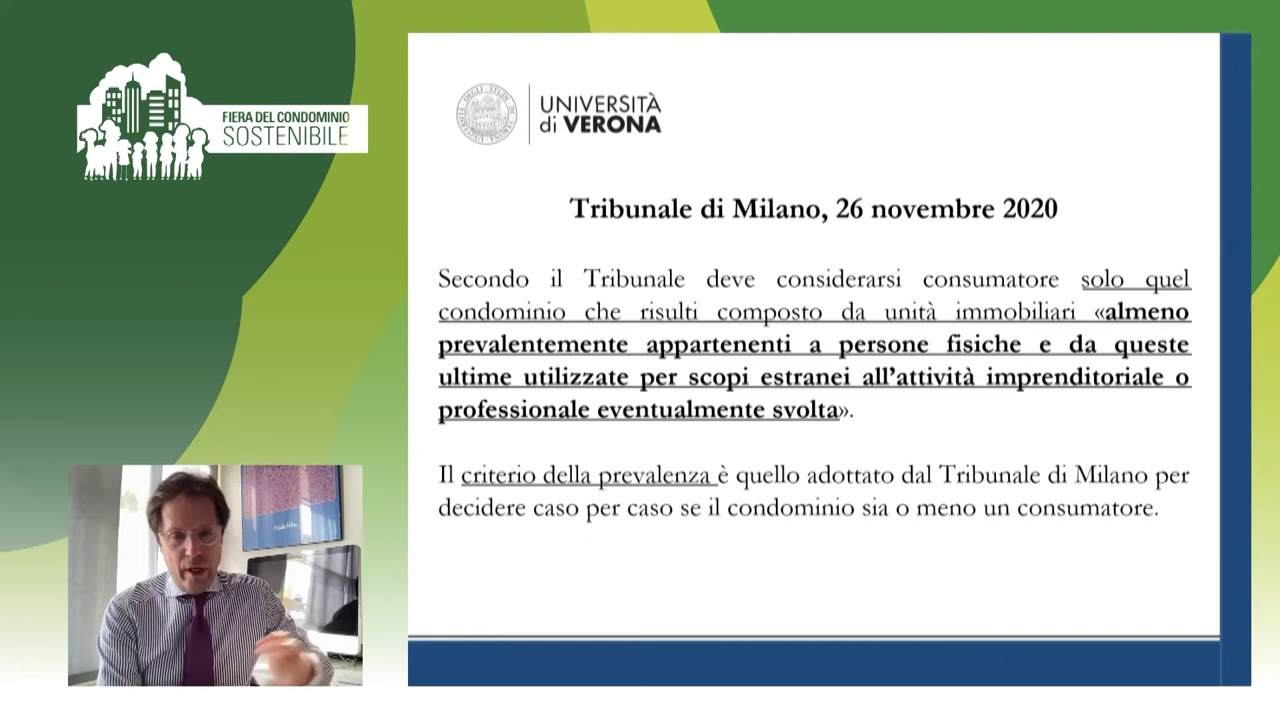 FIERA DEL CONDOMINIO
SOSTENIBILE
UNIVERSITÀ
di VERONA
Tribunale di Milano, 26 novembre 2020
Secondo il Tribunale deve considerarsi consumatore solo quel
condominio che risulti composto da unità immobiliari «almeno
prevalentemente appartenenti a persone fisiche e da queste
ultime utilizzate per scopi estranei all’attività imprenditoriale o
professionale eventualmente svolta».
Il criterio della prevalenza è quello adottato dal Tribunale di Milano per
decidere caso per caso se il condominio sia o meno un consumatore.